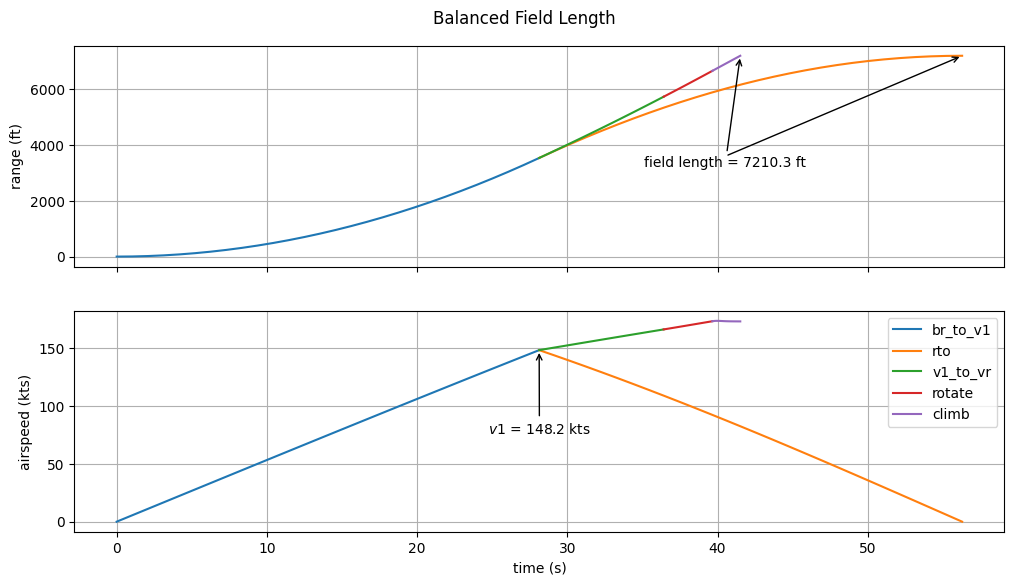 Balanced Field Length
range (ft)
6000
4000
2000
0
field length = 7210.3 ft
airspeed (kts)
150
100
50
0
v1 = 148.2 kts
br_to_v1
rto
v1_to_vr
rotate
climb
0 10 20 30 40 50
time (s)